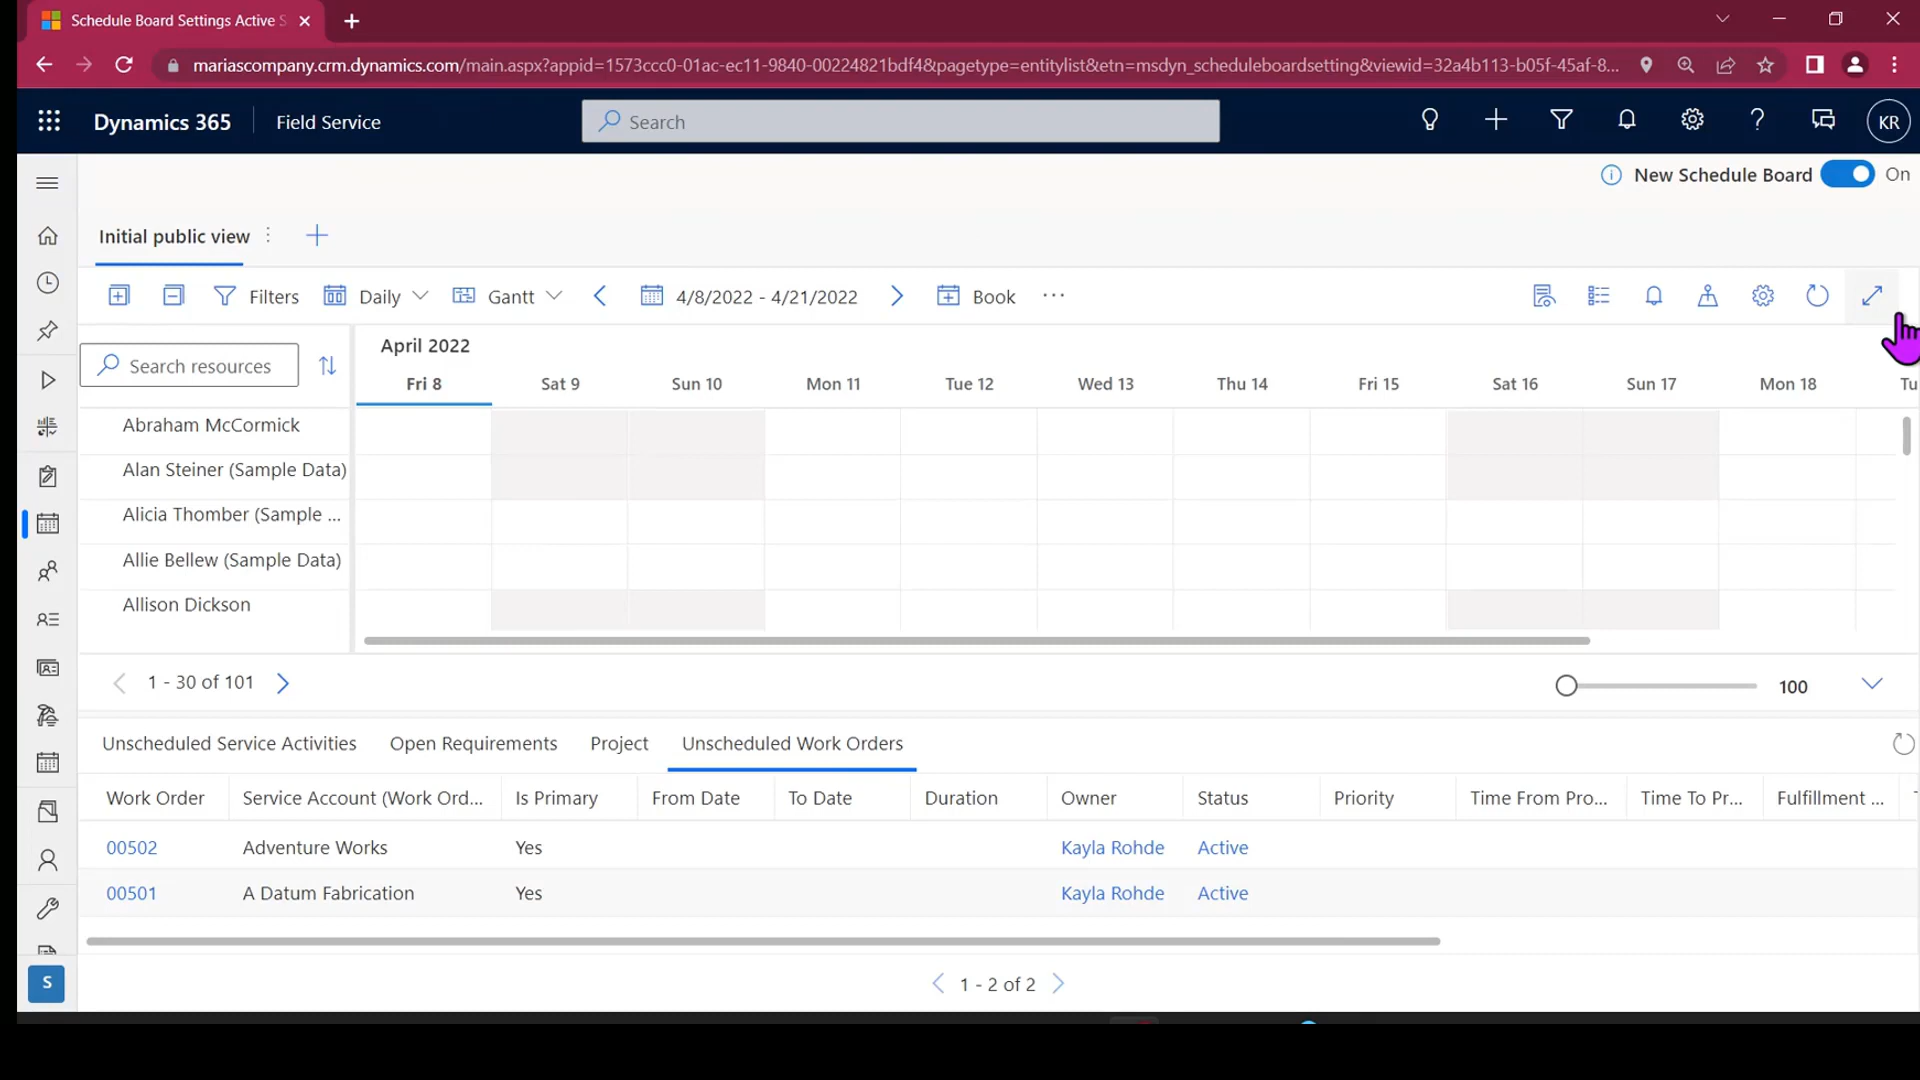 Schedule Board Settings Active S
mariascompany.crm.dynamics.com/main.aspx?appid=1573ccc0-01ac-ec11-9840-00224821bdf4&pagetype=entitylist&etn=msdyn_scheduleboardsetting&viewid=32a4b113-b05f-45af-8...
Dynamics 365 Field Service Search KR
New Schedule Board On
Initial public view
Filters Daily Gantt 4/8/2022 - 4/21/2022 Book ...
Search resources
April 2022
Fri 8 Sat 9 Sun 10 Mon 11 Tue 12 Wed 13 Thu 14 Fri 15 Sat 16 Sun 17 Mon 18 Tu
Abraham McCormick
Alan Steiner (Sample Data)
Alicia Thomber (Sample ...
Allie Bellew (Sample Data)
Allison Dickson
1 - 30 of 101 100
Unscheduled Service Activities Open Requirements Project Unscheduled Work Orders
Work Order Service Account (Work Ord... Is Primary From Date To Date Duration Owner Status Priority Time From Pro... Time To Pr... Fulfillment ...
00502 Adventure Works Yes Kayla Rohde Active
00501 A Datum Fabrication Yes Kayla Rohde Active
S
1 - 2 of 2